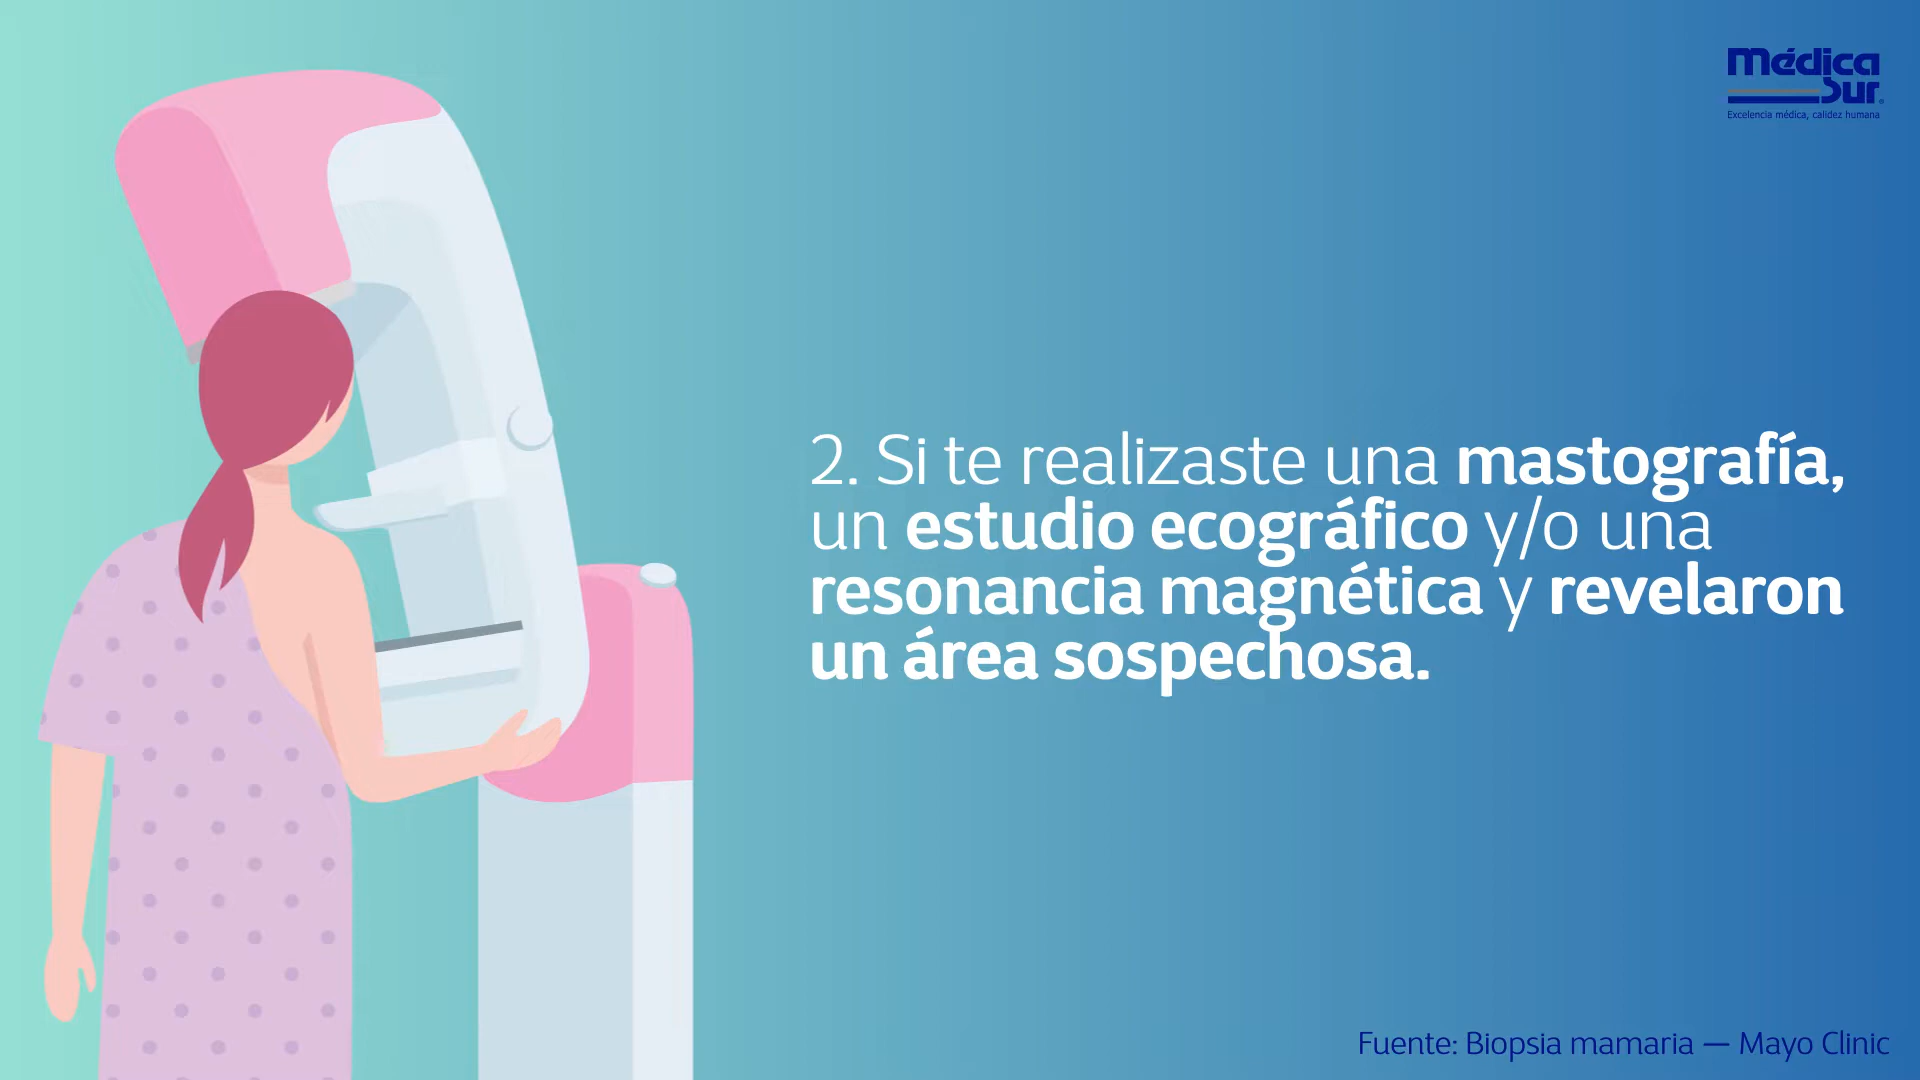 médica
sur®
Excelencia médica, calidez humana
2. Si te realizaste una mastografía,
un estudio ecográfico y/o una
resonancia magnética y revelaron
un área sospechosa.
Fuente: Biopsia mamaria — Mayo Clinic